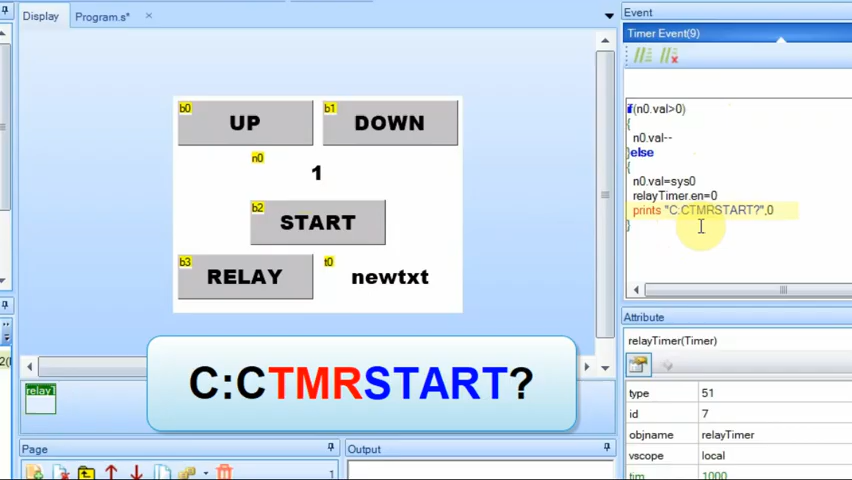 Display
Program.s*
Event
Timer Event(9)
b0
UP
b1
DOWN
n0
1
b2
START
b3
RELAY
t0
newtxt
if(n0.val>0)
{
n0.val--
}else
{
n0.val=sys0
relayTimer.en=0
prints "C:CTMRSTART?",0
}
C:CTMRSTART?
Attribute
relayTimer(Timer)
type 51
id 7
objname relayTimer
vscope local
tim 1000
Page
Output
1